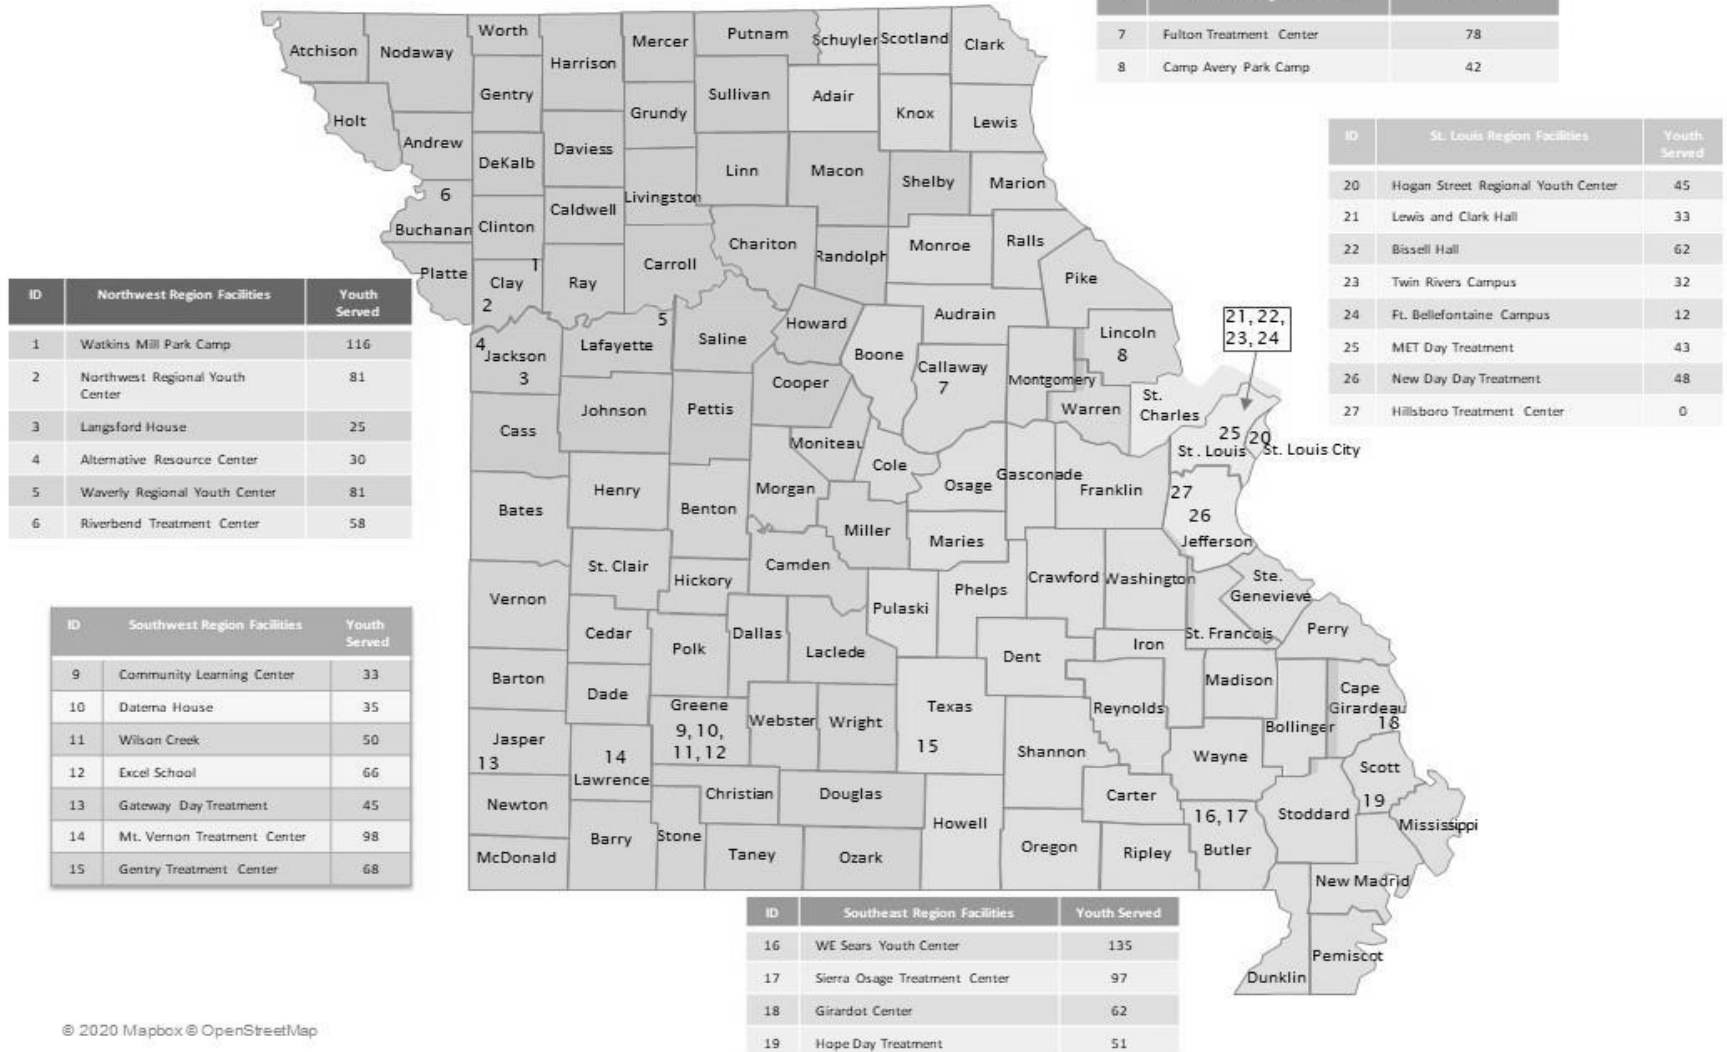 7 Fulton Treatment Center 78
8 Camp Avery Park Camp 42
ID St. Louis Region Facilities Youth Served
20 Hogan Street Regional Youth Center 45
21 Lewis and Clark Hall 33
22 Bissell Hall 62
23 Twin Rivers Campus 32
24 Ft. Bellefontaine Campus 12
25 MET Day Treatment 43
26 New Day Day Treatment 48
27 Hillsboro Treatment Center 0
ID Northwest Region Facilities Youth Served
1 Watkins Mill Park Camp 116
2 Northwest Regional Youth Center 81
3 Langsford House 25
4 Alternative Resource Center 30
5 Waverly Regional Youth Center 81
6 Riverbend Treatment Center 58
ID Southwest Region Facilities Youth Served
9 Community Learning Center 33
10 Datema House 35
11 Wilson Creek 50
12 Excel School 66
13 Gateway Day Treatment 45
14 Mt. Vernon Treatment Center 98
15 Gentry Treatment Center 68
ID Southeast Region Facilities Youth Served
16 WE Sears Youth Center 135
17 Sierra Osage Treatment Center 97
18 Girardot Center 62
19 Hope Day Treatment 51
Atchison
Nodaway
Worth
Harrison
Mercer
Putnam
Schuyler
Scotland
Clark
Gentry
Sullivan
Adair
Knox
Lewis
Holt
Andrew
DeKalb
Daviess
Grundy
Linn
Macon
Shelby
Marion
6
Buchanan
Clinton
Caldwell
Livingston
Chariton
Randolph
Monroe
Ralls
Pike
Platte
Clay
1
2
Ray
Carroll
5
4
Jackson
3
Lafayette
Saline
Howard
Boone
Audrain
Callaway
7
Montgomery
Lincoln
8
21, 22,
23, 24
Warren
St.
Charles
25
St. Louis
20
St. Louis City
Cass
Johnson
Pettis
Cooper
Moniteau
Cole
Osage
Gasconade
Franklin
27
26
Jefferson
Bates
Henry
Benton
Morgan
Miller
Maries
St. Clair
Hickory
Camden
Pulaski
Phelps
Crawford
Washington
Ste.
Genevieve
St. Francois
Perry
Vernon
Cedar
Polk
Dallas
Laclede
Dent
Iron
Madison
Bollinger
Cape
Girardeau
18
Barton
Dade
Greene
9, 10,
11, 12
Webster
Wright
Texas
15
Shannon
Reynolds
Wayne
Scott
19
Mississippi
Jasper
13
14
Lawrence
Newton
Christian
Douglas
Howell
Carter
16, 17
Butler
Stoddard
McDonald
Barry
Stone
Taney
Ozark
Oregon
Ripley
New Madrid
Dunklin
Pemiscot
© 2020 Mapbox © OpenStreetMap